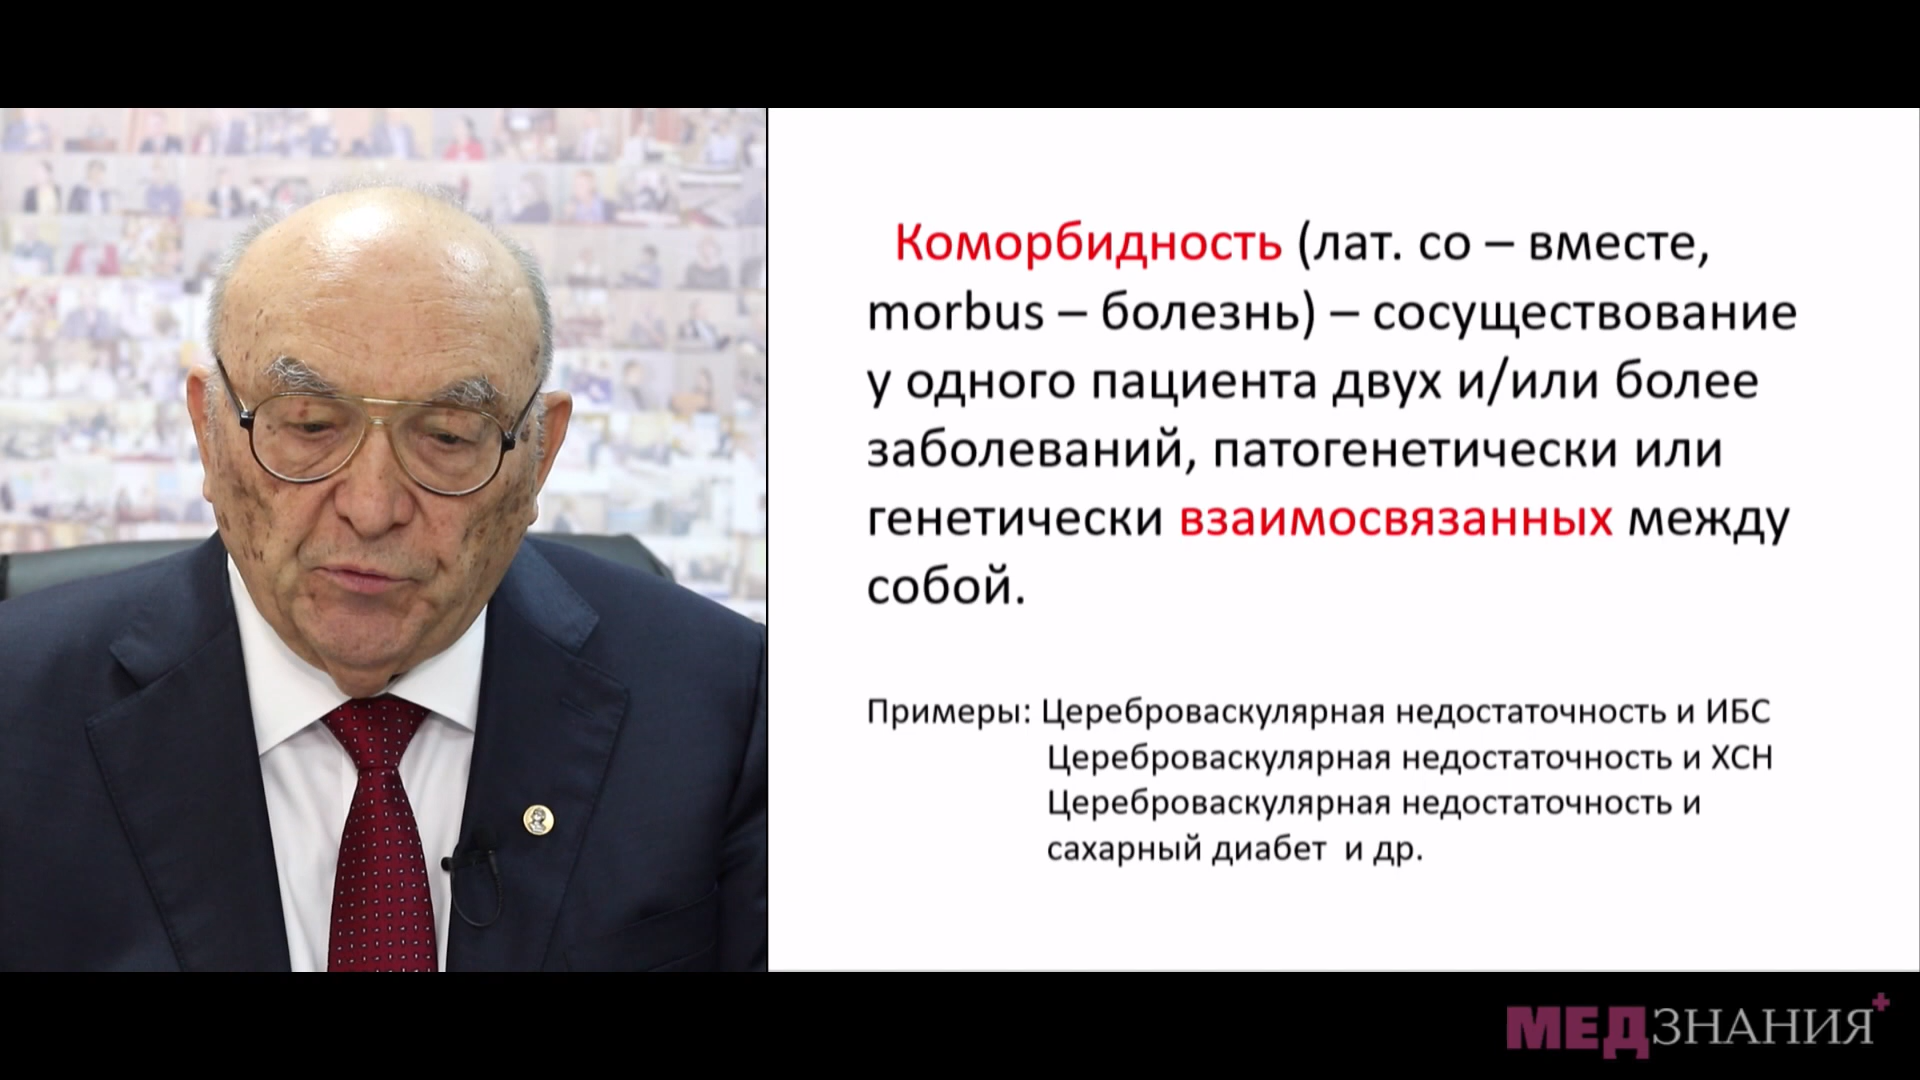 Коморбидность (лат. co – вместе,
morbus – болезнь) – сосуществование
у одного пациента двух и/или более
заболеваний, патогенетически или
генетически взаимосвязанных между
собой.
Примеры: Цереброваскулярная недостаточность и ИБС
Цереброваскулярная недостаточность и ХСН
Цереброваскулярная недостаточность и
сахарный диабет и др.
МЕДЗНАНИЯ+